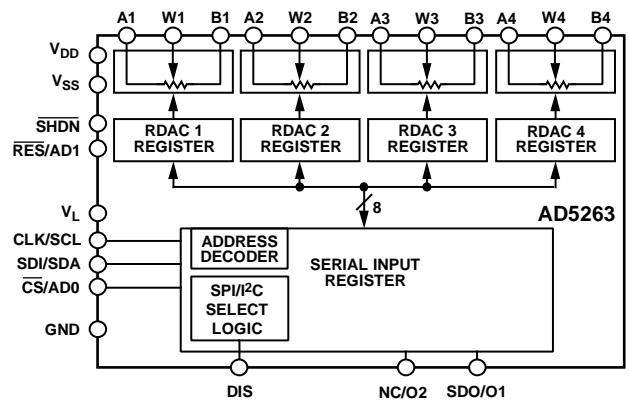 A1 W1 B1 A2 W2 B2 A3 W3 B3 A4 W4 B4
VDD
VSS
SHDN
RES/AD1
RDAC 1
REGISTER
RDAC 2
REGISTER
RDAC 3
REGISTER
RDAC 4
REGISTER
8
AD5263
VL
CLK/SCL
SDI/SDA
CS/AD0
GND
ADDRESS
DECODER
SERIAL INPUT
REGISTER
SPI/I2C
SELECT
LOGIC
DIS
NC/O2
SDO/O1